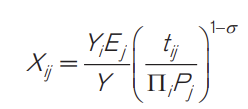 X_{ij} = \frac{Y_i E_j}{Y} \left( \frac{t_{ij}}{\Pi_i P_j} \right)^{1-\sigma}